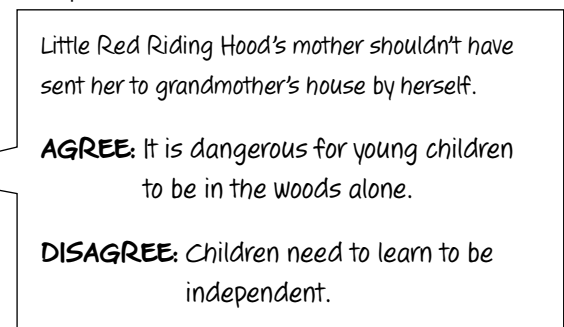 Little Red Riding Hood's mother shouldn't have
sent her to grandmother's house by herself.
AGREE: It is dangerous for young children
to be in the woods alone.
DISAGREE: Children need to learn to be
independent.